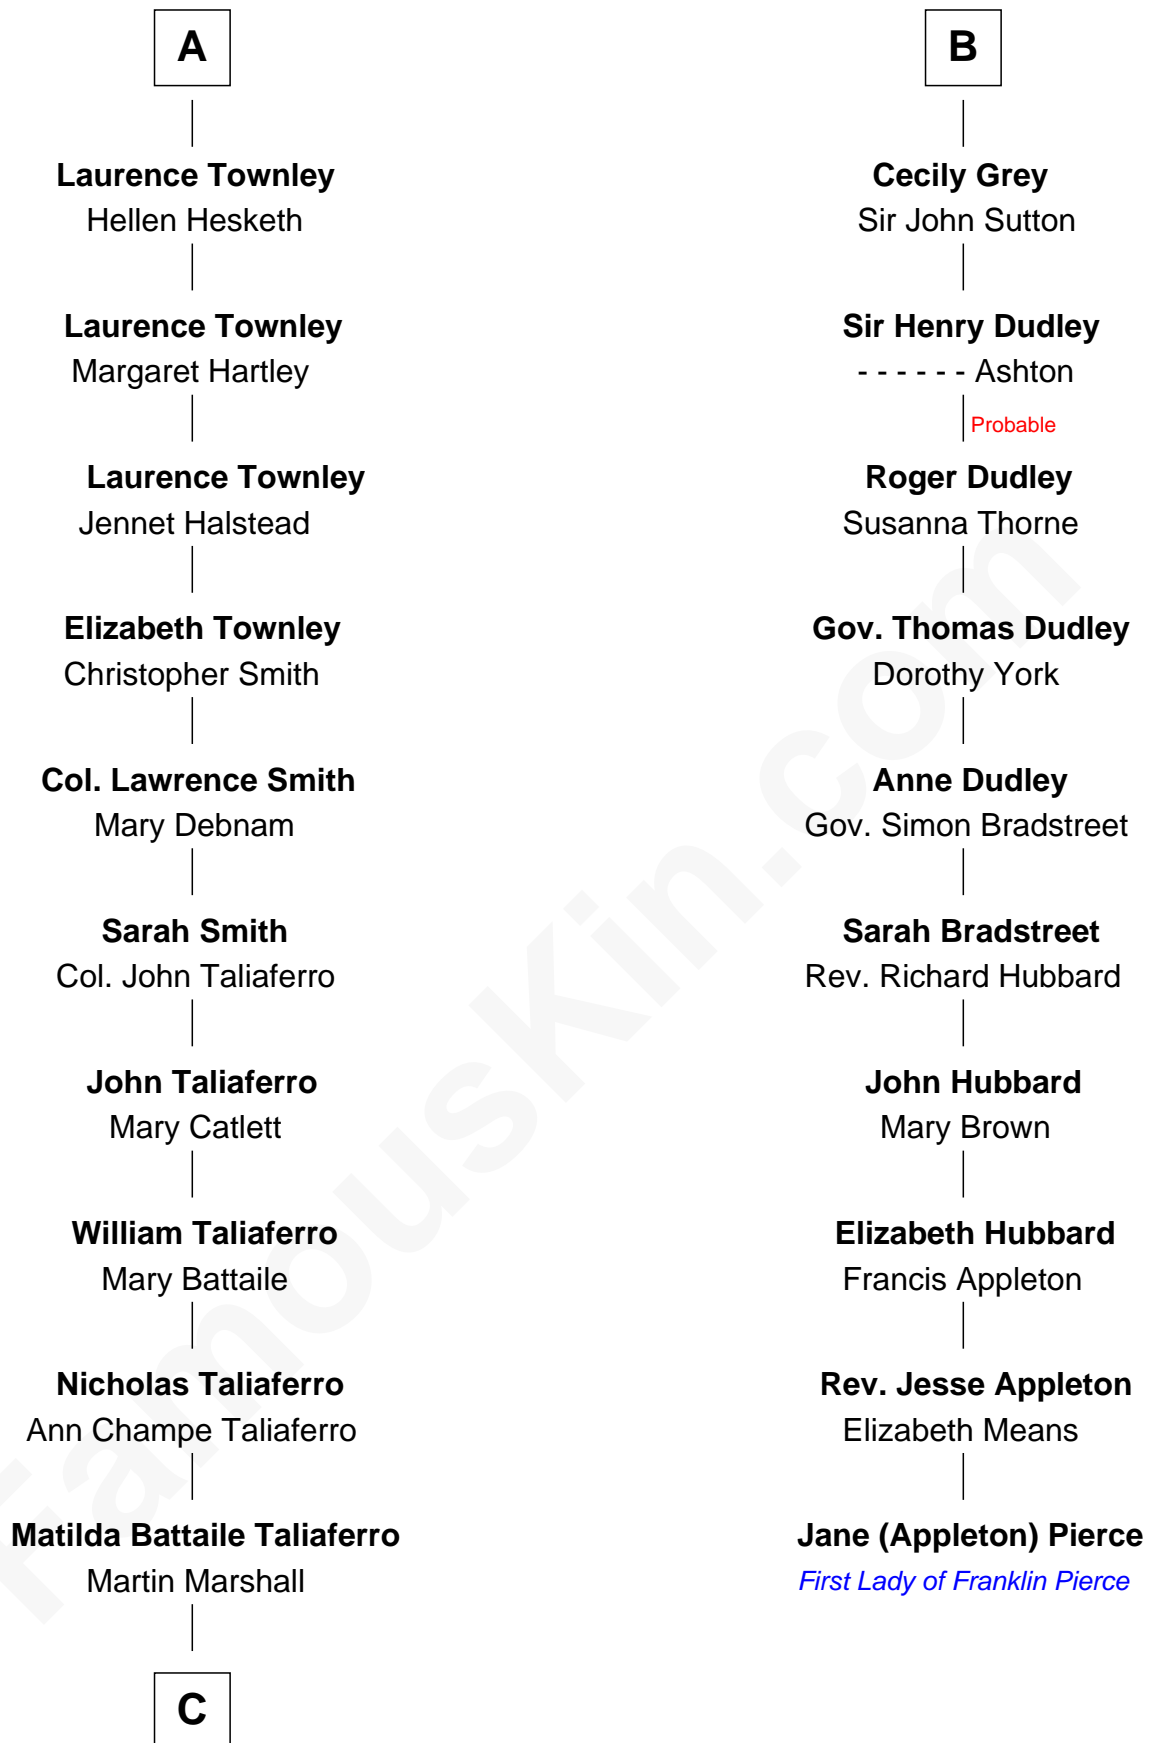 A
Laurence Townley
Hellen Hesketh
Laurence Townley
Margaret Hartley
Laurence Townley
Jennet Halstead
Elizabeth Townley
Christopher Smith
Col. Lawrence Smith
Mary Debnam
Sarah Smith
Col. John Taliaferro
John Taliaferro
Mary Catlett
William Taliaferro
Mary Battaile
Nicholas Taliaferro
Ann Champe Taliaferro
Matilda Battaile Taliaferro
Martin Marshall
C
B
Cecily Grey
Sir John Sutton
Sir Henry Dudley
- - - - - - Ashton
Probable
Roger Dudley
Susanna Thorne
Gov. Thomas Dudley
Dorothy York
Anne Dudley
Gov. Simon Bradstreet
Sarah Bradstreet
Rev. Richard Hubbard
John Hubbard
Mary Brown
Elizabeth Hubbard
Francis Appleton
Rev. Jesse Appleton
Elizabeth Means
Jane (Appleton) Pierce
First Lady of Franklin Pierce
FamousKin.com